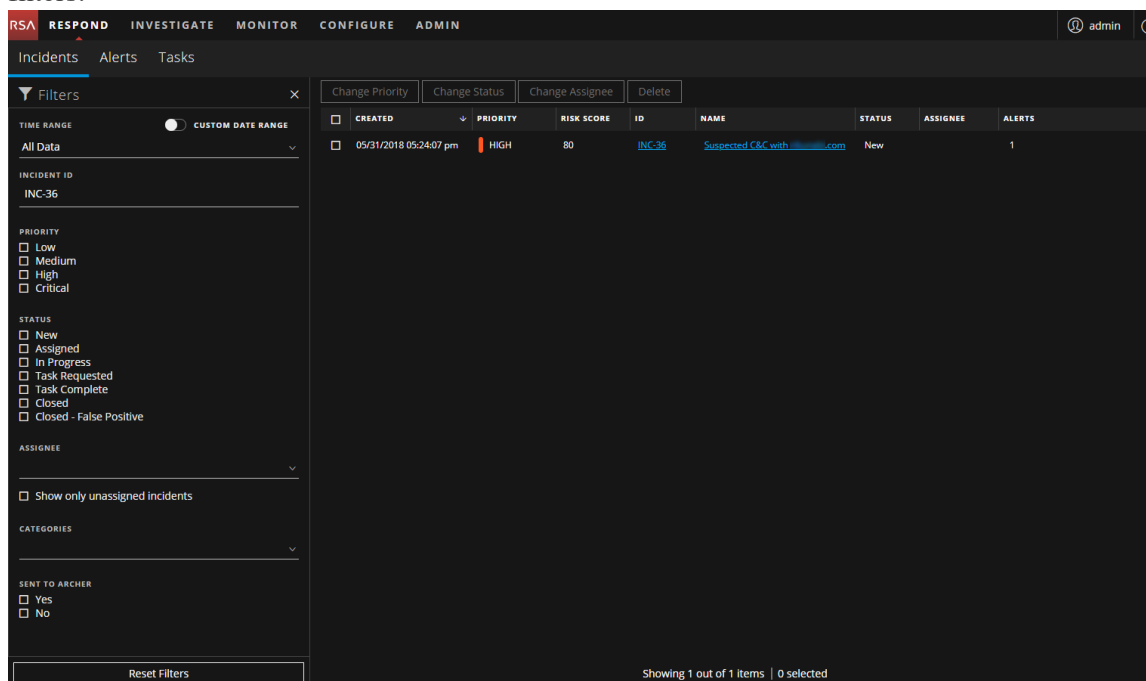 RSA RESPOND INVESTIGATE MONITOR CONFIGURE ADMIN admin
Incidents Alerts Tasks
Filters
TIME RANGE CUSTOM DATE RANGE
All Data
INCIDENT ID
INC-36
PRIORITY
Low
Medium
High
Critical
STATUS
New
Assigned
In Progress
Task Requested
Task Complete
Closed
Closed - False Positive
ASSIGNEE
Show only unassigned incidents
CATEGORIES
SENT TO ARCHER
Yes
No
Reset Filters
Change Priority Change Status Change Assignee Delete
CREATED PRIORITY RISK SCORE ID NAME STATUS ASSIGNEE ALERTS
05/31/2018 05:24:07 pm HIGH 80 INC-36 Suspected C&C with .com New 1
Showing 1 out of 1 items | 0 selected